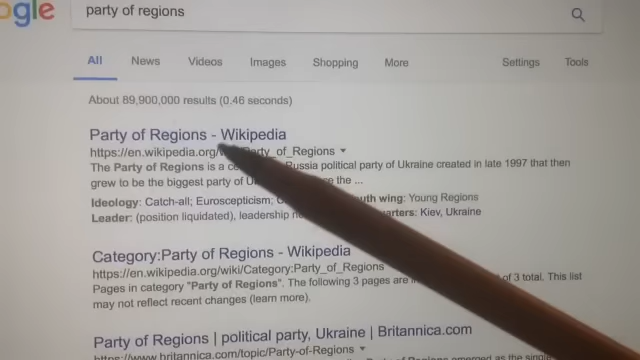 ogle
party of regions
All News Videos Images Shopping More Settings Tools
About 89,900,000 results (0.46 seconds)
Party of Regions - Wikipedia
https://en.wikipedia.org/ Party_of_Regions
The Party of Regions is a Russia political party of Ukraine created in late 1997 that then
grew to be the biggest party of the ...
Ideology: Catch-all; Euroscepticism; wing: Young Regions
Leader: (position liquidated), leadership Kiev, Ukraine
Category:Party of Regions - Wikipedia
https://en.wikipedia.org/wiki/Category:Party_of_Regions
Pages in category "Party of Regions". The following 3 pages are of 3 total. This list
may not reflect recent changes (learn more).
Party of Regions | political party, Ukraine | Britannica.com
https://www.britannica.com/topic/Party-of-Regions